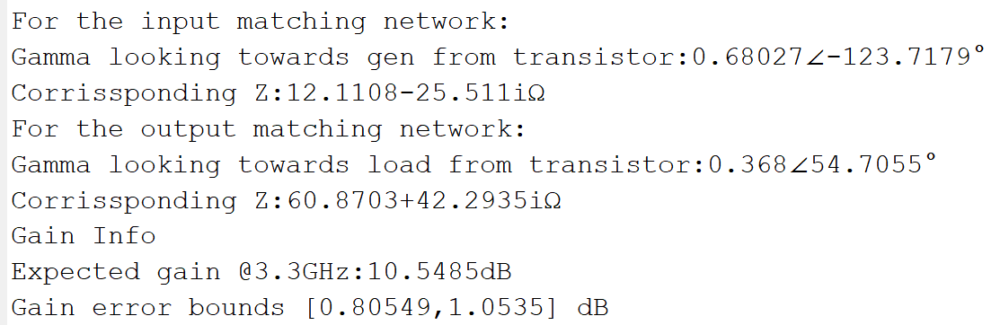 For the input matching network:
Gamma looking towards gen from transistor:0.68027∠-123.7179°
Corrissponding Z:12.1108-25.511iΩ
For the output matching network:
Gamma looking towards load from transistor:0.368∠54.7055°
Corrissponding Z:60.8703+42.2935iΩ
Gain Info
Expected gain @3.3GHz:10.5485dB
Gain error bounds [0.80549,1.0535] dB